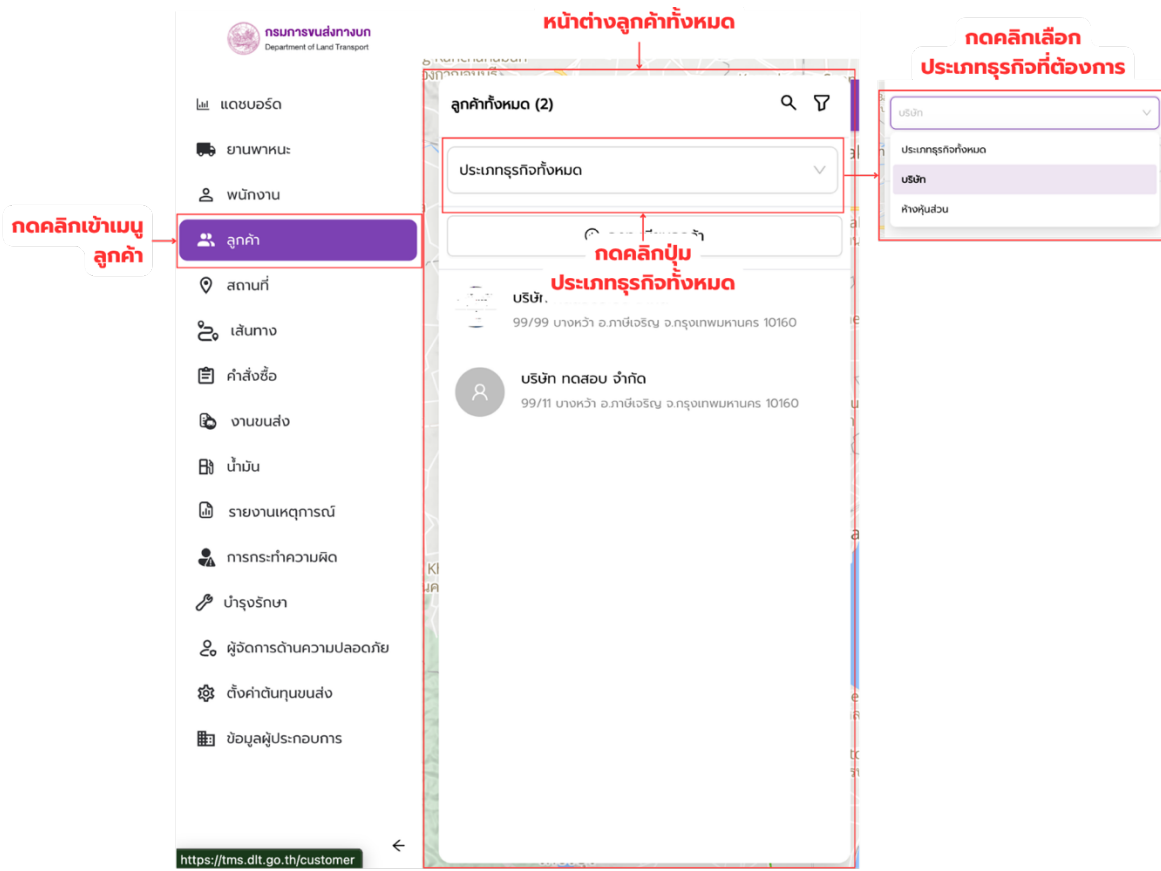 กรมการขนส่งทางบก
Department of Land Transport
หน้าต่างลูกค้าทั้งหมด
กดคลิกเลือก
ประเภทธุรกิจที่ต้องการ
แดชบอร์ด
ยานพาหนะ
พนักงาน
ลูกค้า
สถานที่
เส้นทาง
คำสั่งซื้อ
งานขนส่ง
น้ำมัน
รายงานเหตุการณ์
การกระทำความผิด
บำรุงรักษา
ผู้จัดการด้านความปลอดภัย
ตั้งค่าต้นทุนขนส่ง
ข้อมูลผู้ประกอบการ
https://tms.dlt.go.th/customer
กดคลิกเข้าเมนู
ลูกค้า
ลูกค้าทั้งหมด (2)
ประเภทธุรกิจทั้งหมด
กดคลิกปุ่ม
ประเภทธุรกิจทั้งหมด
บริษัท
99/99 บางหว้า อ.ภาษีเจริญ จ.กรุงเทพมหานคร 10160
บริษัท ทดสอบ จำกัด
99/11 บางหว้า อ.ภาษีเจริญ จ.กรุงเทพมหานคร 10160
บริษัท
ประเภทธุรกิจทั้งหมด
บริษัท
ห้างหุ้นส่วน